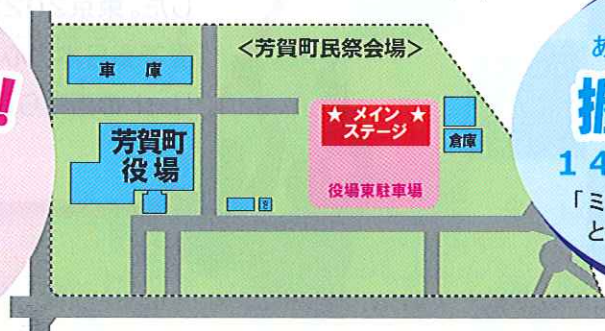 <芳賀町民祭会場>
車 庫
★ メイン ★
ステージ
倉庫
芳賀町
役場
役場東駐車場
!
あ
１４
「ミ
と